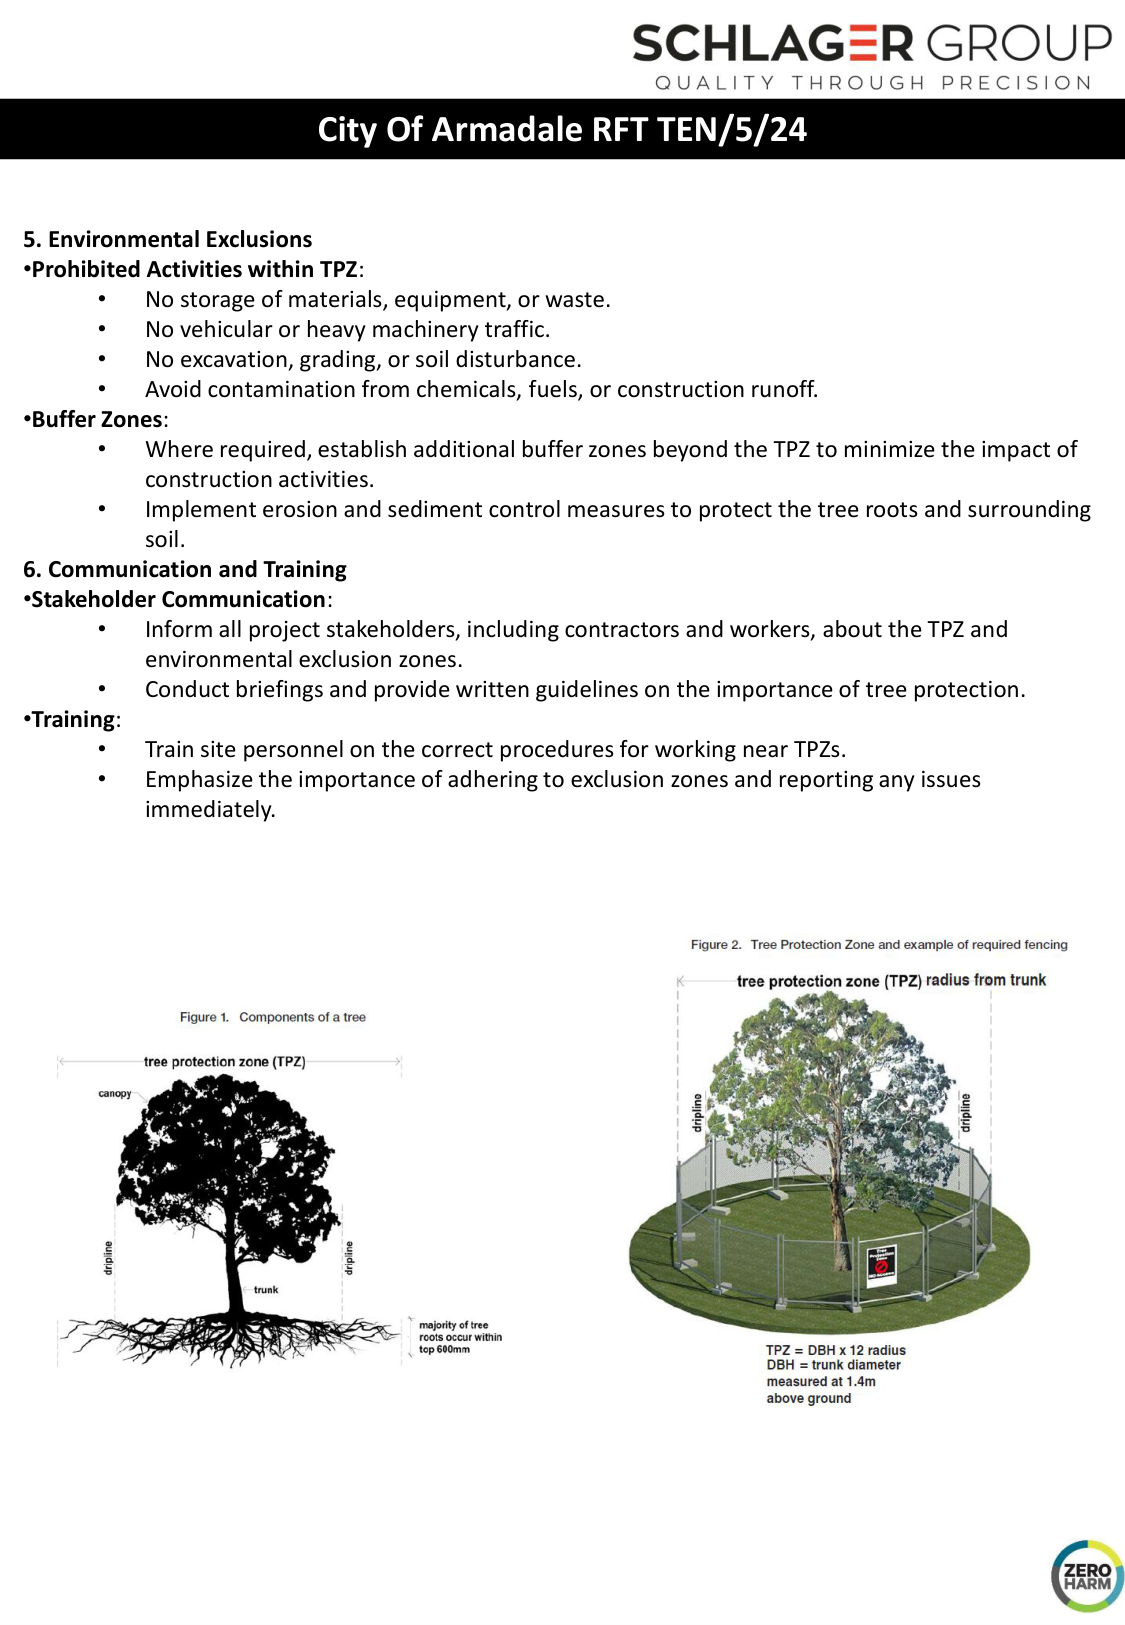 SCHLAGER GROUP
QUALITY THROUGH PRECISION
City Of Armadale RFT TEN/5/24
5. Environmental Exclusions
•Prohibited Activities within TPZ:
• No storage of materials, equipment, or waste.
• No vehicular or heavy machinery traffic.
• No excavation, grading, or soil disturbance.
• Avoid contamination from chemicals, fuels, or construction runoff.
•Buffer Zones:
• Where required, establish additional buffer zones beyond the TPZ to minimize the impact of
construction activities.
• Implement erosion and sediment control measures to protect the tree roots and surrounding
soil.
6. Communication and Training
•Stakeholder Communication:
• Inform all project stakeholders, including contractors and workers, about the TPZ and
environmental exclusion zones.
• Conduct briefings and provide written guidelines on the importance of tree protection.
•Training:
• Train site personnel on the correct procedures for working near TPZs.
• Emphasize the importance of adhering to exclusion zones and reporting any issues
immediately.
Figure 1. Components of a tree
tree protection zone (TPZ)
canopy
dripline
dripline
trunk
majority of tree
roots occur within
top 600mm
Figure 2. Tree Protection Zone and example of required fencing
tree protection zone (TPZ) radius from trunk
dripline
dripline
Tree
Protection
Zone
NO Access
TPZ = DBH x 12 radius
DBH = trunk diameter
measured at 1.4m
above ground
ZERO
HARM